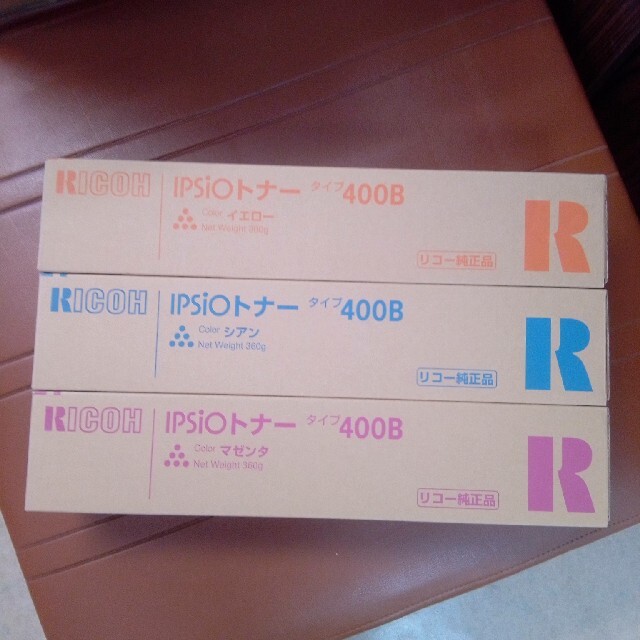 RICOH
IPSiOトナー タイプ400B
Color イエロー
Net Weight 360g
リコー純正品
R
RICOH
IPSiOトナー タイプ400B
Color シアン
Net Weight 360g
リコー純正品
R
RICOH
IPSiOトナー タイプ400B
Color マゼンタ
Net Weight 360g
リコー純正品
R